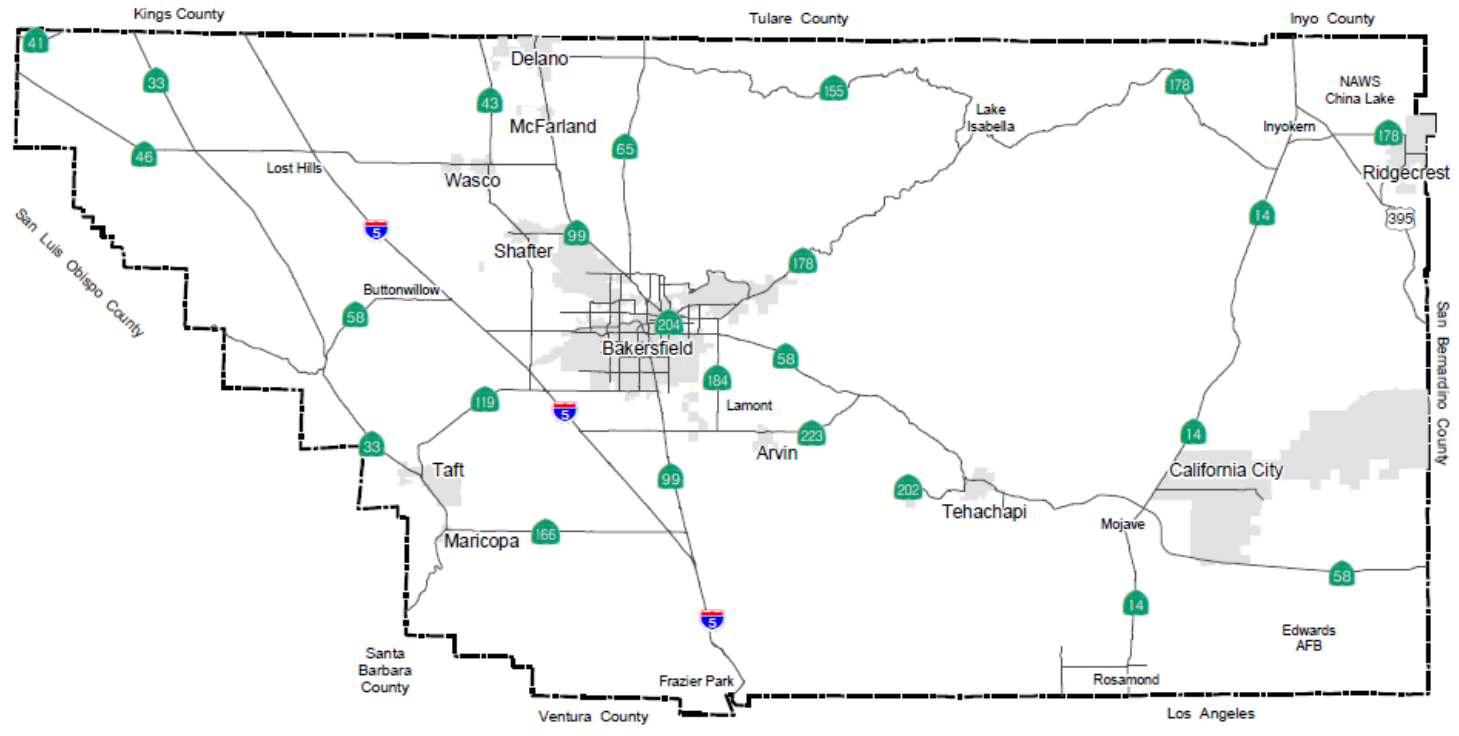 Kings County
Tulare County
Inyo County
41
33
Delano
155
178
NAWS
China Lake
43
McFarland
Lake
Isabella
Inyokern
178
46
65
Lost Hills
Wasco
Ridgecrest
San Luis Obispo County
5
99
Shafter
14
395
178
Buttonwillow
58
204
Bakersfield
58
San Bernardino County
184
119
5
Lamont
223
14
33
Arvin
Taft
99
California City
202
Tehachapi
Mojave
166
Maricopa
58
14
5
Edwards
AFB
Santa
Barbara
County
Frazier Park
Rosamond
Ventura County
Los Angeles